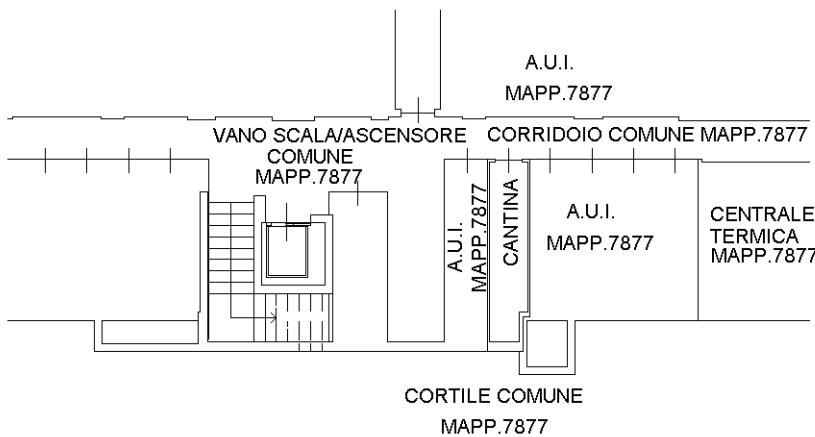 A.U.I.
MAPP.7877
VANO SCALA/ASCENSORE
COMUNE
MAPP.7877
CORRIDOIO COMUNE MAPP.7877
A.U.I.
MAPP.7877
CANTINA
A.U.I.
MAPP.7877
CENTRALE
TERMICA
MAPP.7877
CORTILE COMUNE
MAPP.7877